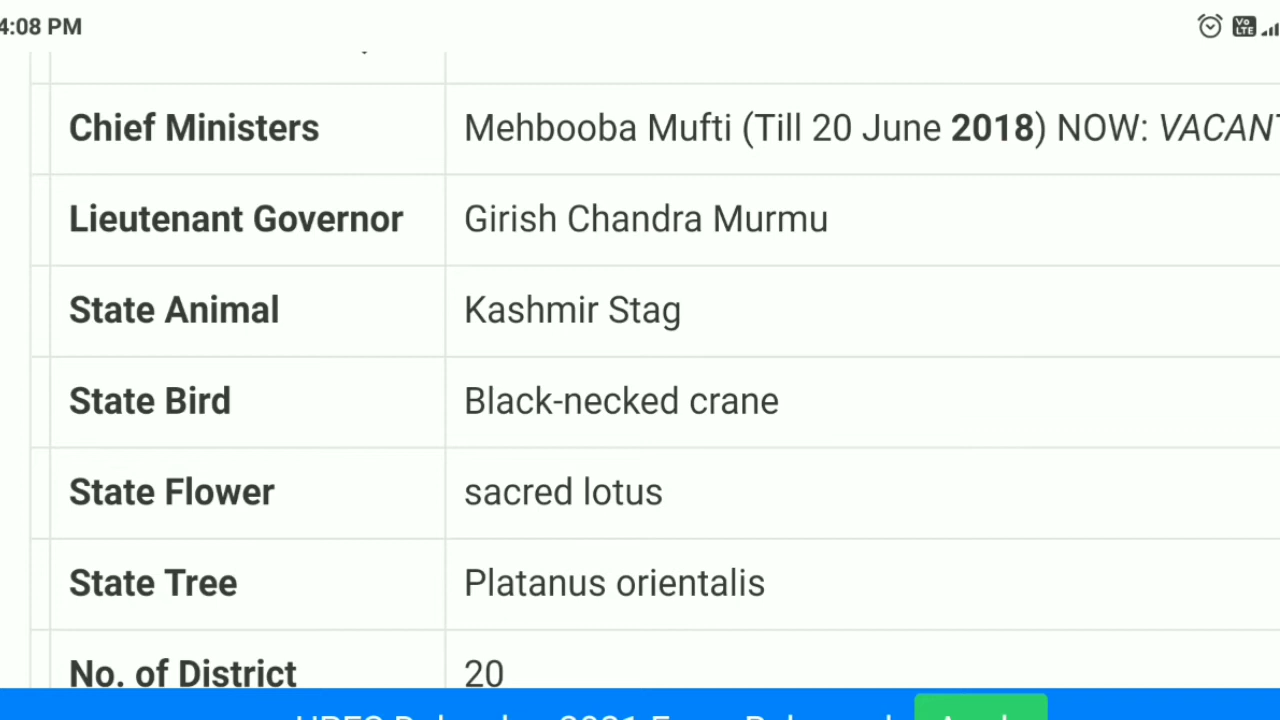 4:08 PM
Chief Ministers Mehbooba Mufti (Till 20 June 2018) NOW: VACANT
Lieutenant Governor Girish Chandra Murmu
State Animal Kashmir Stag
State Bird Black-necked crane
State Flower sacred lotus
State Tree Platanus orientalis
No. of District 20
2021